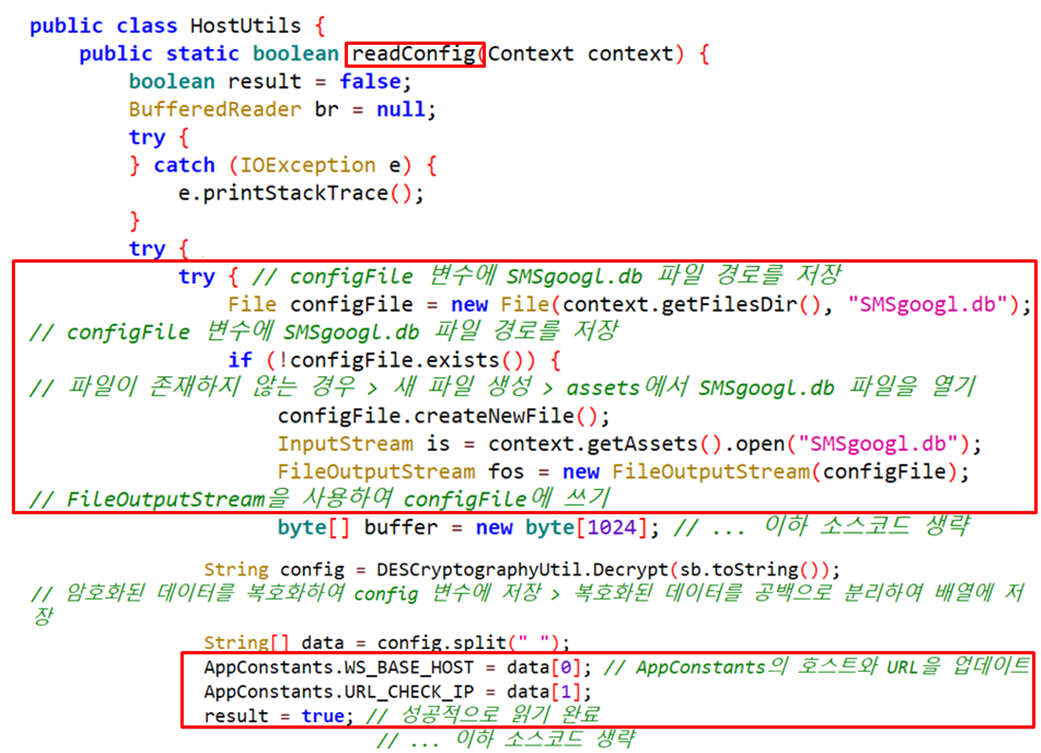 public class HostUtils {
public static boolean readConfig(Context context) {
boolean result = false;
BufferedReader br = null;
try {
} catch (IOException e) {
e.printStackTrace();
}
try {
try { // configFile 변수에 SMSgoogl.db 파일 경로를 저장
File configFile = new File(context.getFilesDir(), "SMSgoogl.db");
// configFile 변수에 SMSgoogl.db 파일 경로를 저장
if (!configFile.exists()) {
// 파일이 존재하지 않는 경우 > 새 파일 생성 > assets에서 SMSgoogl.db 파일을 열기
configFile.createNewFile();
InputStream is = context.getAssets().open("SMSgoogl.db");
FileOutputStream fos = new FileOutputStream(configFile);
// FileOutputStream을 사용하여 configFile에 쓰기
byte[] buffer = new byte[1024]; // ... 이하 소스코드 생략
String config = DESCryptographyUtil.Decrypt(sb.toString());
// 암호화된 데이터를 복호화하여 config 변수에 저장 > 복호화된 데이터를 공백으로 분리하여 배열에 저
장
String[] data = config.split(" ");
AppConstants.WS_BASE_HOST = data[0]; // AppConstants의 호스트와 URL을 업데이트
AppConstants.URL_CHECK_IP = data[1];
result = true; // 성공적으로 읽기 완료
// ... 이하 소스코드 생략